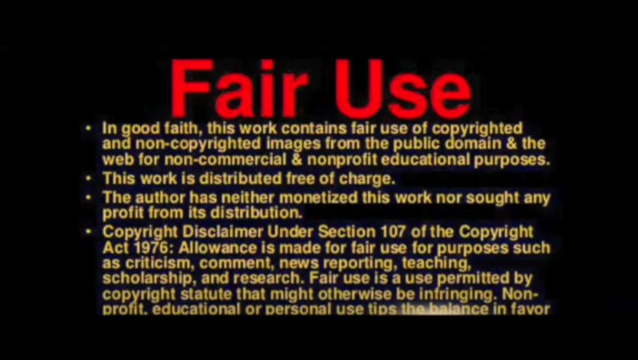 Fair Use
• In good faith, this work contains fair use of copyrighted
and non-copyrighted images from the public domain & the
web for non-commercial & nonprofit educational purposes.
• This work is distributed free of charge.
• The author has neither monetized this work nor sought any
profit from its distribution.
• Copyright Disclaimer Under Section 107 of the Copyright
Act 1976: Allowance is made for fair use for purposes such
as criticism, comment, news reporting, teaching,
scholarship, and research. Fair use is a use permitted by
copyright statute that might otherwise be infringing. Non-
profit, educational or personal use tips the balance in favor